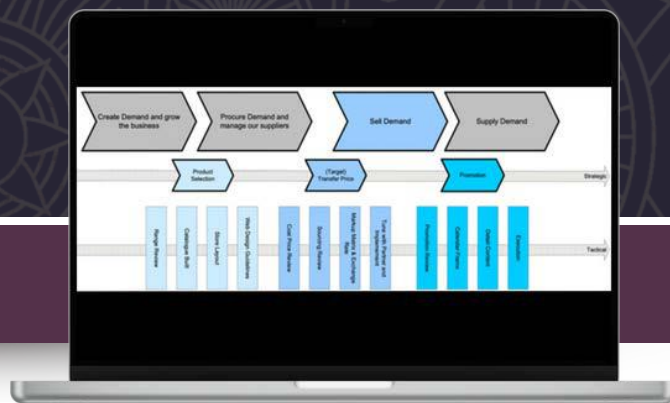 Create Demand and grow
the business
Procure Demand and
manage our suppliers
Sell Demand
Supply Demand
Product
Selection
(Target)
Transfer Price
Promotion
Strategic
Range Review
Catalogue Built
Store Layout
Web Design Guidelines
Cost Price Review
Sourcing Review
Markup Matrix & Exchange
Rate
Tune with Partner and
Implement
Promotion Review
Calendar Frame
Detail Content
Execution
Tactical